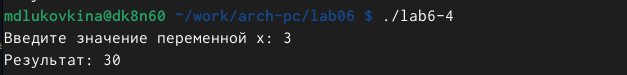 mdlukovkina@dk8n60 ~/work/arch-pc/lab06 $ ./lab6-4
Введите значение переменной x: 3
Результат: 30